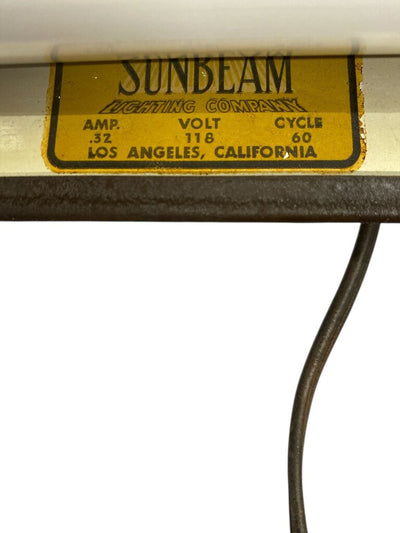 SUNBEAM
LIGHTING COMPANY
AMP. VOLT CYCLE
.32 118 60
LOS ANGELES, CALIFORNIA